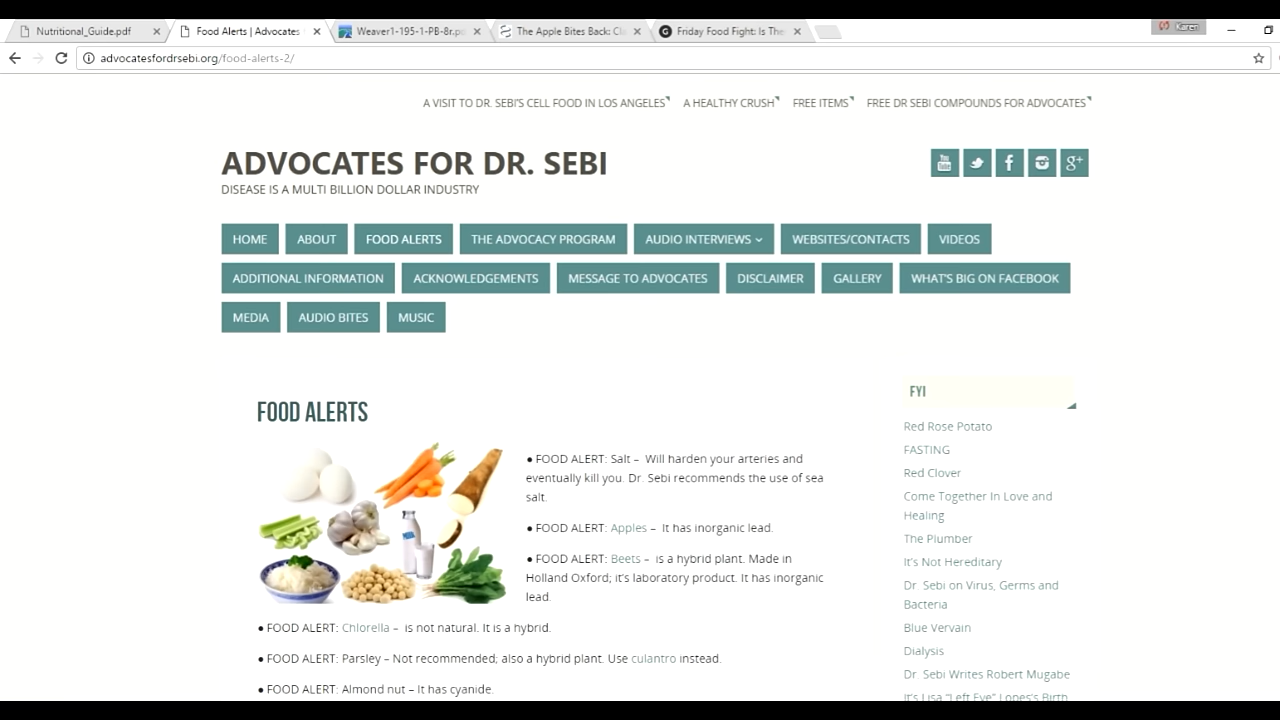 Nutritional_Guide.pdf
Food Alerts | Advocates
Weaver1-195-1-PB-8r.p
The Apple Bites Back: Cl
Friday Food Fight: Is The
Karen
advocatesfordrsebi.org/food-alerts-2/
A VISIT TO DR. SEBI'S CELL FOOD IN LOS ANGELES
A HEALTHY CRUSH
FREE ITEMS
FREE DR SEBI COMPOUNDS FOR ADVOCATES
ADVOCATES FOR DR. SEBI
DISEASE IS A MULTI BILLION DOLLAR INDUSTRY
You Tube
HOME
ABOUT
FOOD ALERTS
THE ADVOCACY PROGRAM
AUDIO INTERVIEWS
WEBSITES/CONTACTS
VIDEOS
ADDITIONAL INFORMATION
ACKNOWLEDGEMENTS
MESSAGE TO ADVOCATES
DISCLAIMER
GALLERY
WHAT'S BIG ON FACEBOOK
MEDIA
AUDIO BITES
MUSIC
FOOD ALERTS
● FOOD ALERT: Salt – Will harden your arteries and
eventually kill you. Dr. Sebi recommends the use of sea
salt.
● FOOD ALERT: Apples – It has inorganic lead.
● FOOD ALERT: Beets – is a hybrid plant. Made in
Holland Oxford; it's laboratory product. It has inorganic
lead.
● FOOD ALERT: Chlorella – is not natural. It is a hybrid.
● FOOD ALERT: Parsley – Not recommended; also a hybrid plant. Use culantro instead.
● FOOD ALERT: Almond nut – It has cyanide.
FYI
Red Rose Potato
FASTING
Red Clover
Come Together In Love and
Healing
The Plumber
It's Not Hereditary
Dr. Sebi on Virus, Germs and
Bacteria
Blue Vervain
Dialysis
Dr. Sebi Writes Robert Mugabe
It's Lisa "Left Eye" Lopes's Birth